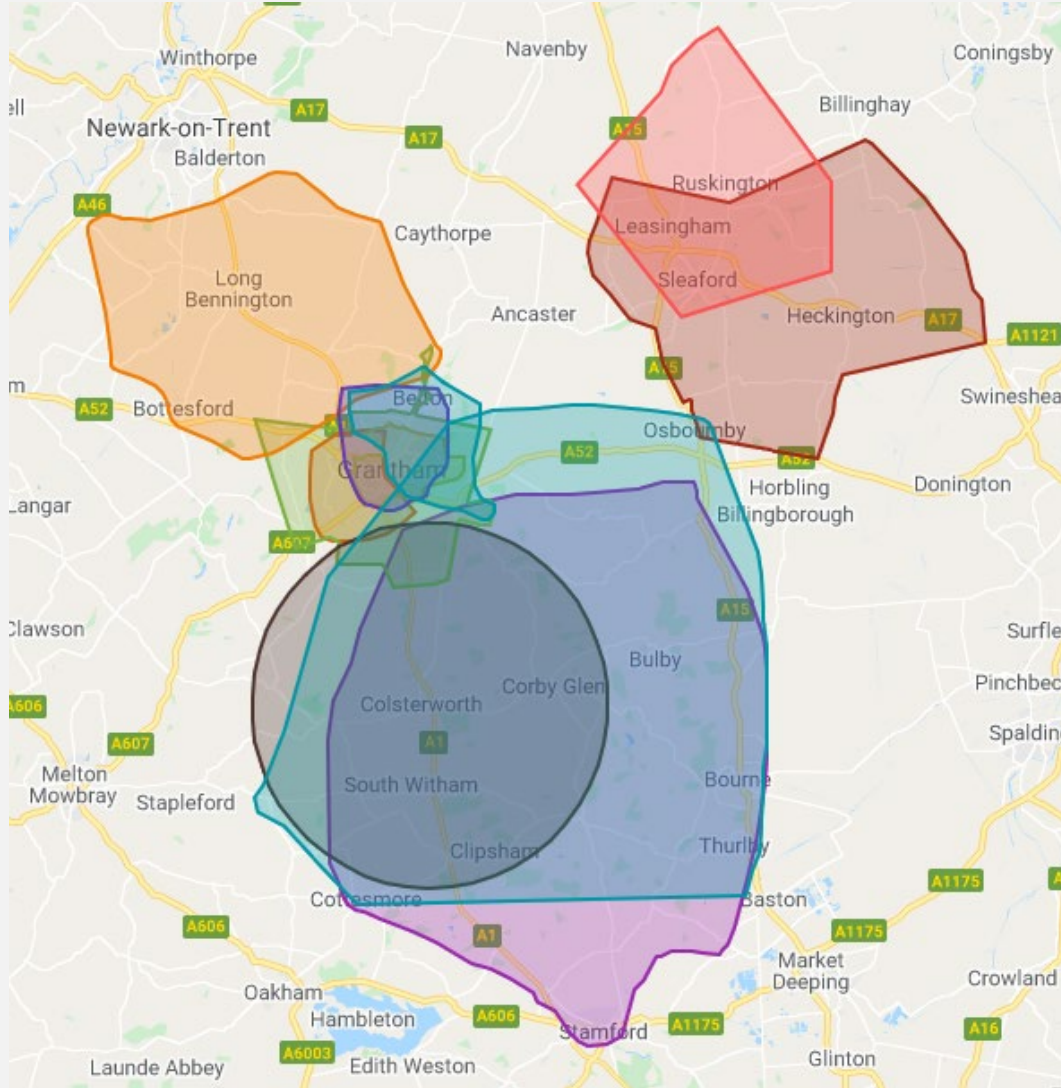 Navenby
Coningsby
Winthorpe
ell
A17
Billinghay
Newark-on-Trent
A15
A17
Balderton
Ruskington
A46
Leasingham
Caythorpe
Long
Bennington
Sleaford
Ancaster
Heckington
A17
A1121
A15
m
Belton
Swineshea
A52
Bottesford
Osbournby
A52
A52
Grantham
Horbling
Donington
Langar
Billingborough
A607
A15
Clawson
Surfle
Bulby
Corby Glen
Pinchbec
A606
Colsterworth
A607
A1
Spaldin
Melton
Mowbray
Stapleford
South Witham
Bourne
Clipsham
Thurlby
A1175
A
Cottesmore
Baston
A606
A1
A1175
Market
Deeping
Oakham
Crowland
Hambleton
A606
Stamford
A1175
A16
A6003
Edith Weston
Glinton
Launde Abbey